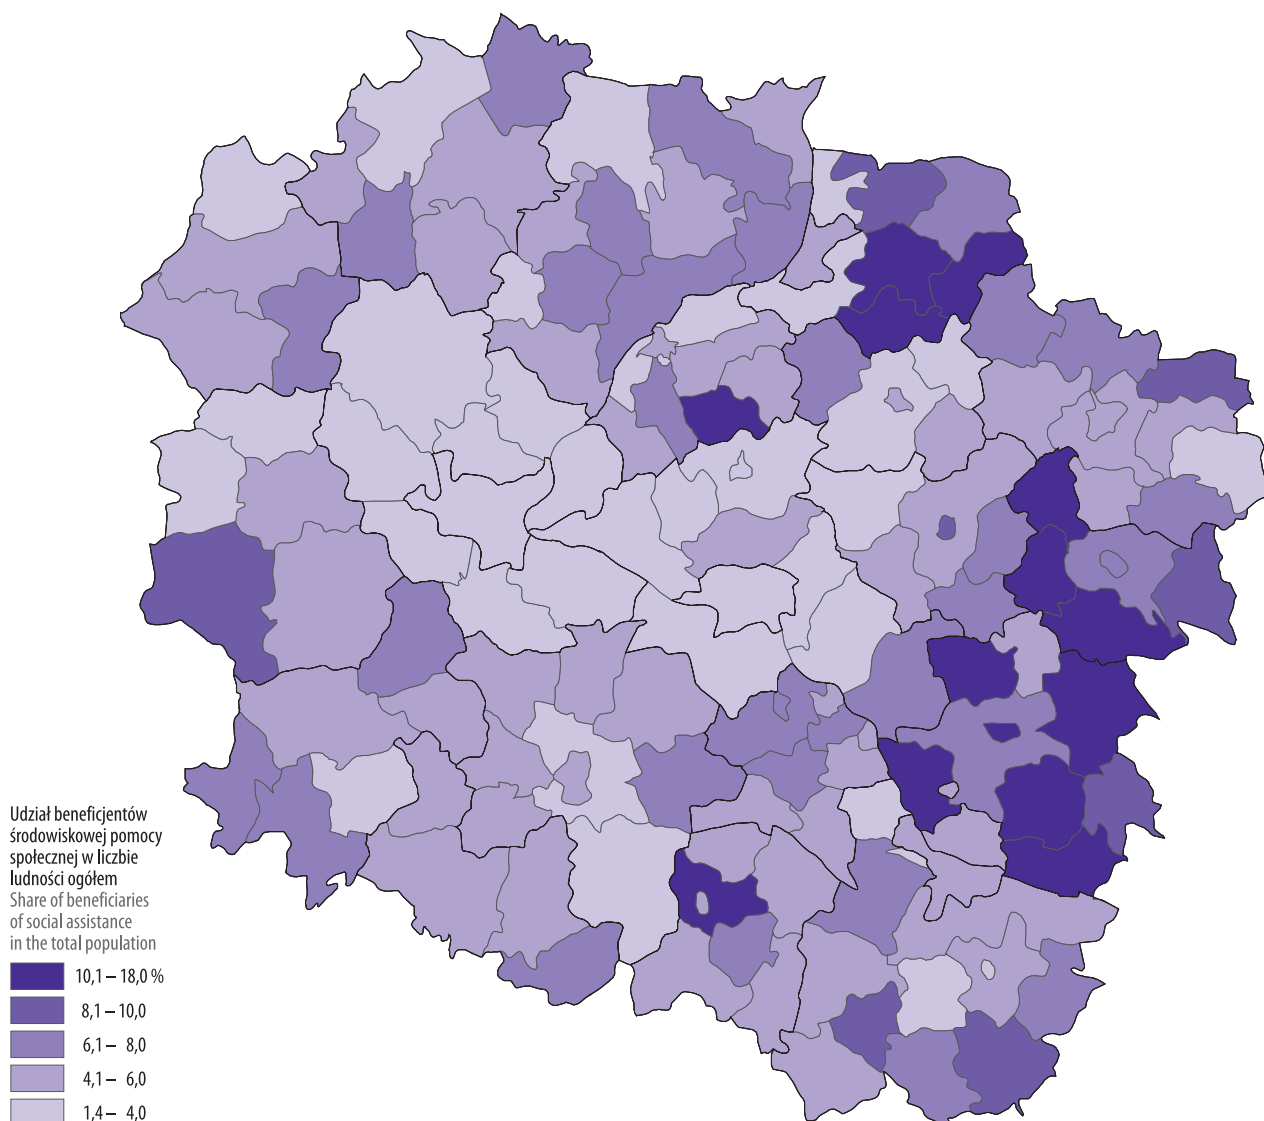 Udział beneficjentów
środowiskowej pomocy
społecznej w liczbie
ludności ogółem
Share of beneficiaries
of social assistance
in the total population
10,1 – 18,0 %
8,1 – 10,0
6,1 – 8,0
4,1 – 6,0
1,4 – 4,0